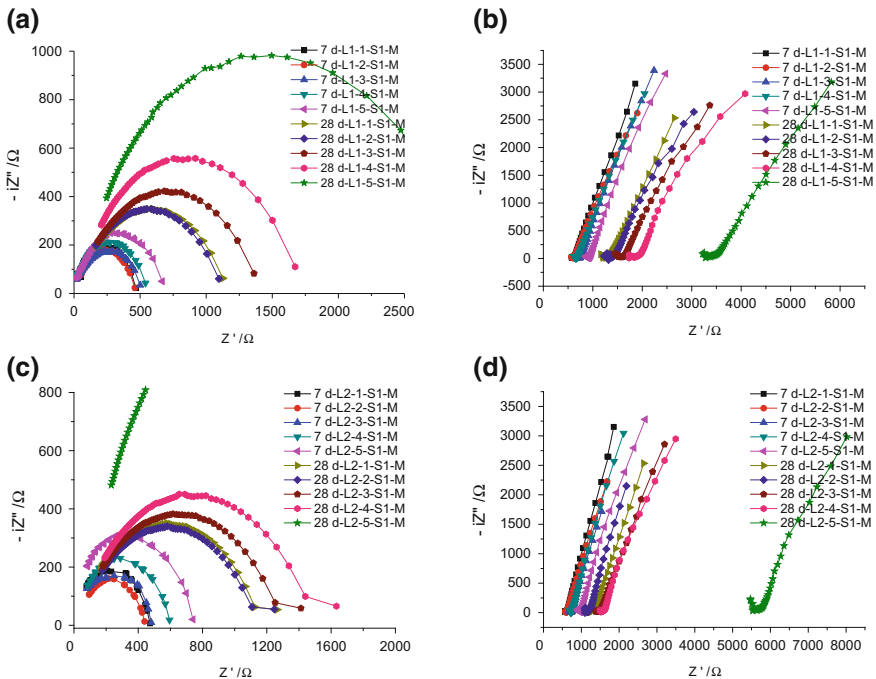 (a)
1000
800
600
400
200
0
0
500
1000
1500
2000
2500
- iZ"/Ω
Z'/Ω
7 d-L1-1-S1-M
7 d-L1-2-S1-M
7 d-L1-3-S1-M
7 d-L1-4-S1-M
7 d-L1-5-S1-M
28 d-L1-1-S1-M
28 d-L1-2-S1-M
28 d-L1-3-S1-M
28 d-L1-4-S1-M
28 d-L1-5-S1-M
(b)
3500
3000
2500
2000
1500
1000
500
0
-500
0
1000
2000
3000
4000
5000
6000
- iZ"/Ω
Z'/Ω
7 d-L1-1-S1-M
7 d-L1-2-S1-M
7 d-L1-3-S1-M
7 d-L1-4-S1-M
7 d-L1-5-S1-M
28 d-L1-1-S1-M
28 d-L1-2-S1-M
28 d-L1-3-S1-M
28 d-L1-4-S1-M
28 d-L1-5-S1-M
(c)
800
600
400
200
0
0
400
800
1200
1600
2000
- iZ"/Ω
Z'/Ω
7 d-L2-1-S1-M
7 d-L2-2-S1-M
7 d-L2-3-S1-M
7 d-L2-4-S1-M
7 d-L2-5-S1-M
28 d-L2-1-S1-M
28 d-L2-2-S1-M
28 d-L2-3-S1-M
28 d-L2-4-S1-M
28 d-L2-5-S1-M
(d)
3500
3000
2500
2000
1500
1000
500
0
0
1000
2000
3000
4000
5000
6000
7000
8000
- iZ"/Ω
Z'/Ω
7 d-L2-1-S1-M
7 d-L2-2-S1-M
7 d-L2-3-S1-M
7 d-L2-4-S1-M
7 d-L2-5-S1-M
28 d-L2-1-S1-M
28 d-L2-2-S1-M
28 d-L2-3-S1-M
28 d-L2-4-S1-M
28 d-L2-5-S1-M